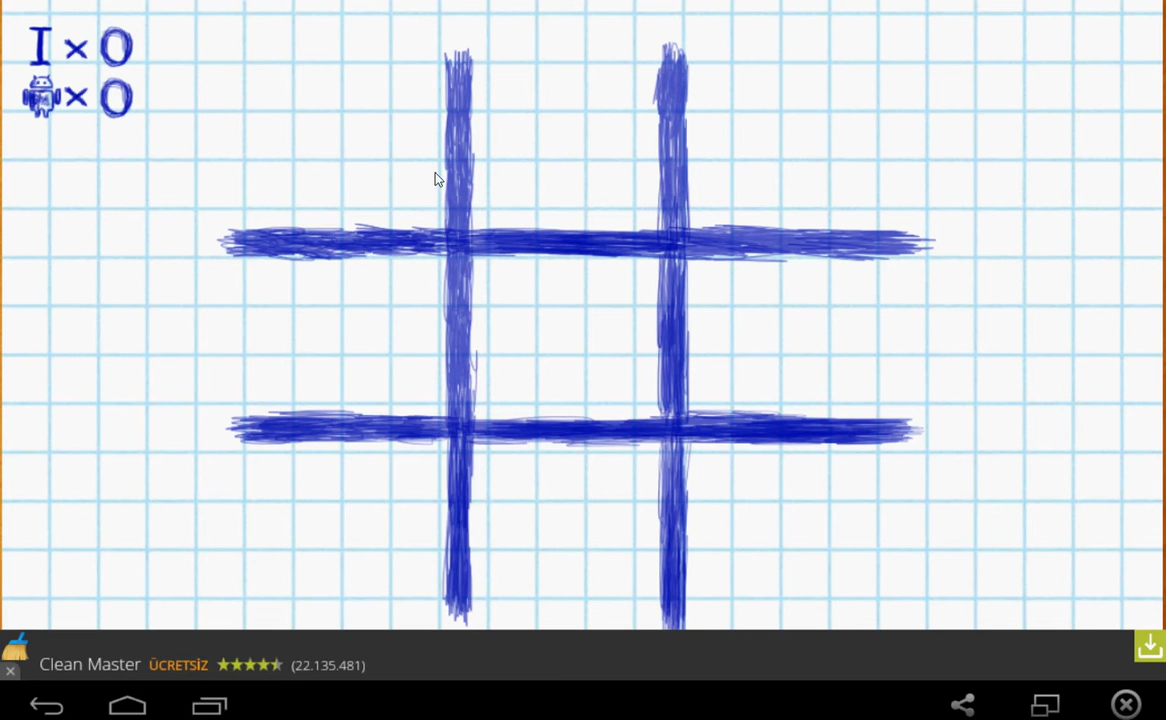 I × 0
× 0
Clean Master ÜCRETSİZ (22.135.481)